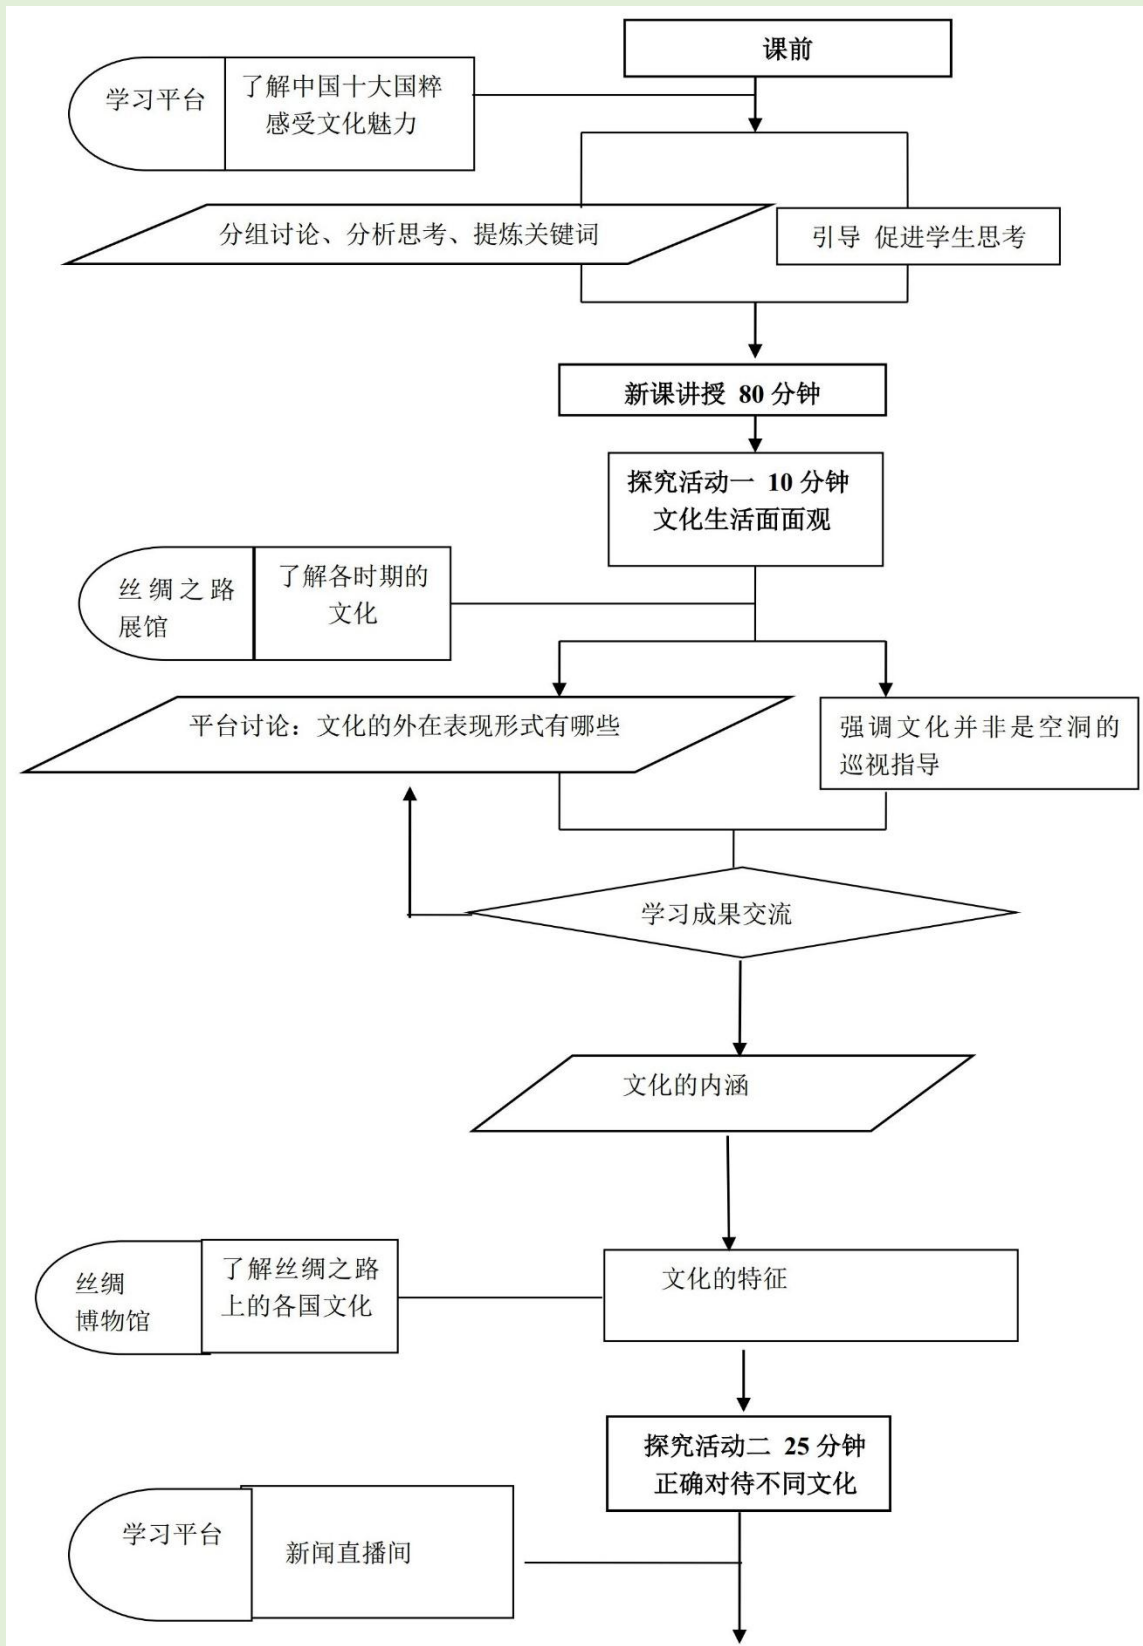 课前
学习平台
了解中国十大国粹
感受文化魅力
分组讨论、分析思考、提炼关键词
引导 促进学生思考
新课讲授 80 分钟
探究活动一 10 分钟
文化生活面面观
丝绸之路
展馆
了解各时期的
文化
平台讨论：文化的外在表现形式有哪些
强调文化并非是空洞的
巡视指导
学习成果交流
文化的内涵
丝绸
博物馆
了解丝绸之路
上的各国文化
文化的特征
探究活动二 25 分钟
正确对待不同文化
学习平台
新闻直播间